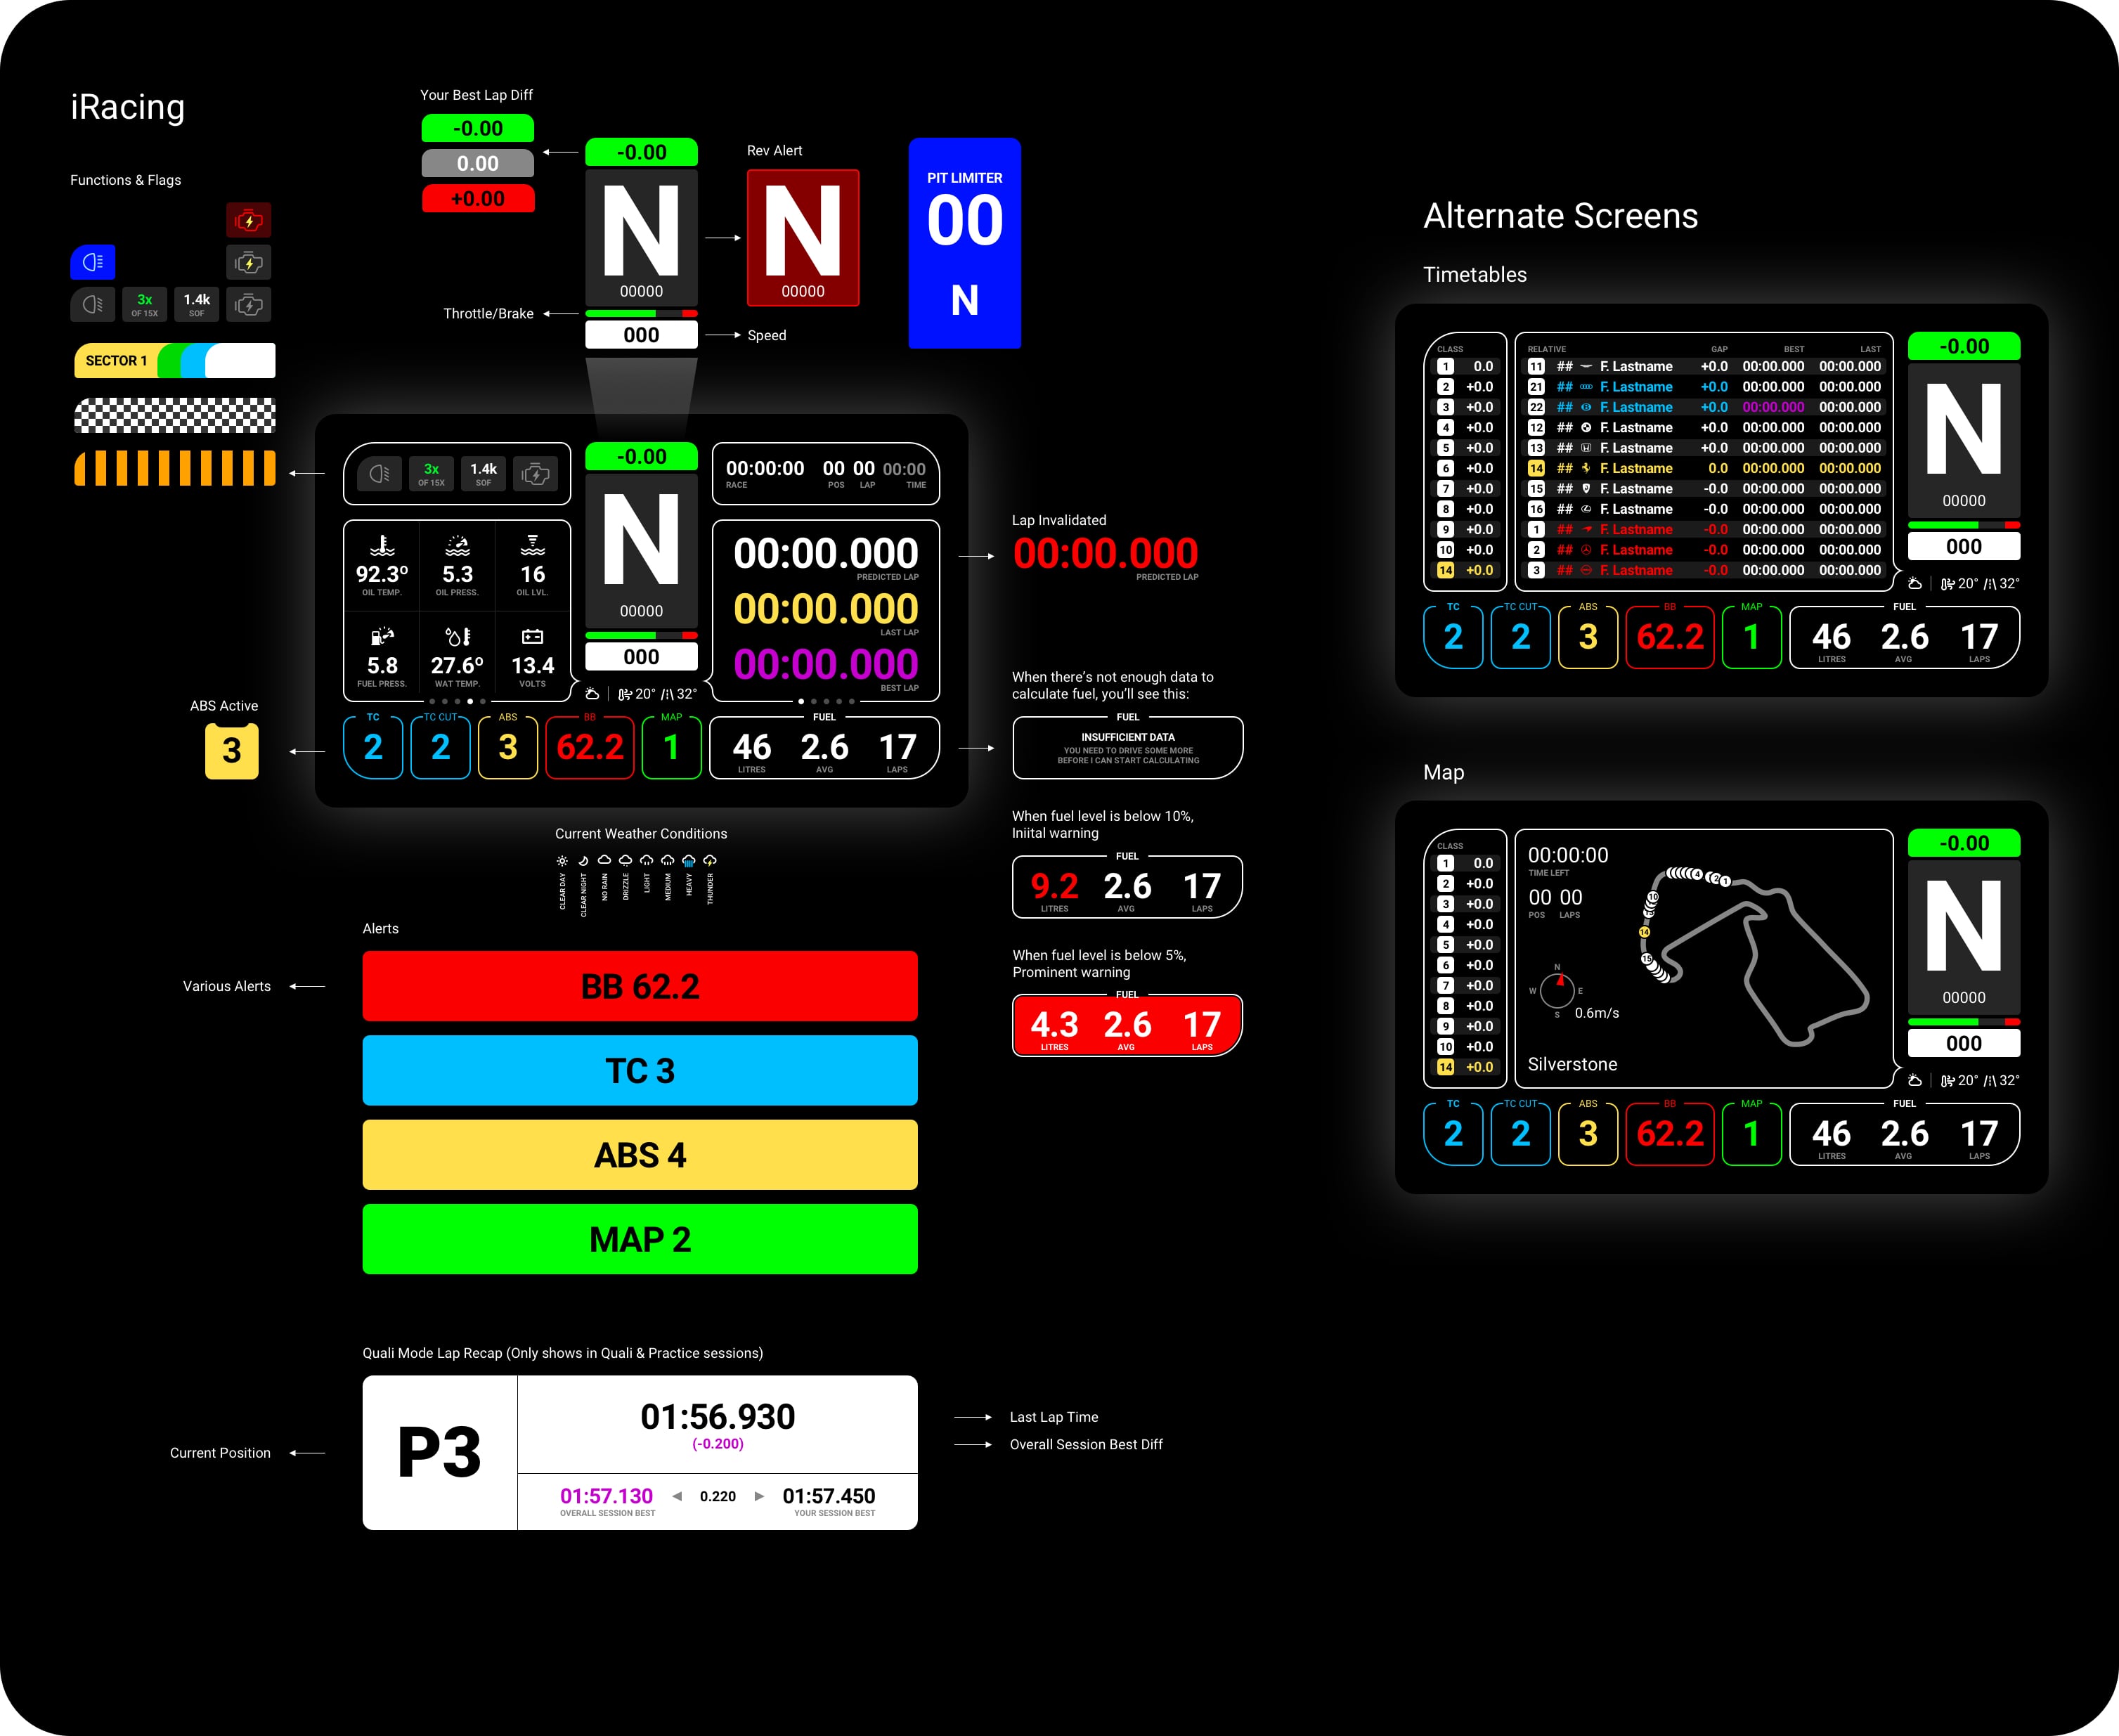 iRacing
Functions & Flags
3x
OF 15X
1.4k
SOF
SECTOR 1
Your Best Lap Diff
-0.00
0.00
+0.00
-0.00
N
00000
000
Throttle/Brake
Speed
Rev Alert
N
00000
PIT LIMITER
00
N
3x
OF 15X
1.4k
SOF
92.3º
OIL TEMP.
5.3
OIL PRESS.
16
OIL LVL.
5.8
FUEL PRESS.
27.6º
WAT TEMP.
13.4
VOLTS
-0.00
N
00000
000
20° 32°
00:00:00 00 00 00:00
RACE POS LAP TIME
00:00.000
PREDICTED LAP
00:00.000
LAST LAP
00:00.000
BEST LAP
TC
2
TC CUT
2
ABS
3
BB
62.2
MAP
1
FUEL
46 2.6 17
LITRES AVG LAPS
ABS Active
3
Lap Invalidated
00:00.000
PREDICTED LAP
When there's not enough data to
calculate fuel, you'll see this:
FUEL
INSUFFICIENT DATA
YOU NEED TO DRIVE SOME MORE
BEFORE I CAN START CALCULATING
When fuel level is below 10%,
Iniital warning
FUEL
9.2 2.6 17
LITRES AVG LAPS
When fuel level is below 5%,
Prominent warning
FUEL
4.3 2.6 17
LITRES AVG LAPS
Current Weather Conditions
CLEAR DAY
CLEAR NIGHT
NO RAIN
DRIZZLE
LIGHT
MEDIUM
HEAVY
THUNDER
Alerts
Various Alerts
BB 62.2
TC 3
ABS 4
MAP 2
Quali Mode Lap Recap (Only shows in Quali & Practice sessions)
Current Position
P3
01:56.930
(-0.200)
01:57.130 0.220 01:57.450
OVERALL SESSION BEST YOUR SESSION BEST
Last Lap Time
Overall Session Best Diff
Alternate Screens
Timetables
CLASS
1 0.0
2 +0.0
3 +0.0
4 +0.0
5 +0.0
6 +0.0
7 +0.0
8 +0.0
9 +0.0
10 +0.0
14 +0.0
RELATIVE GAP BEST LAST
11 ## F. Lastname +0.0 00:00.000 00:00.000
21 ## F. Lastname +0.0 00:00.000 00:00.000
22 ## F. Lastname +0.0 00:00.000 00:00.000
12 ## F. Lastname +0.0 00:00.000 00:00.000
13 ## F. Lastname +0.0 00:00.000 00:00.000
14 ## F. Lastname 0.0 00:00.000 00:00.000
15 ## F. Lastname -0.0 00:00.000 00:00.000
16 ## F. Lastname -0.0 00:00.000 00:00.000
1 ## F. Lastname -0.0 00:00.000 00:00.000
2 ## F. Lastname -0.0 00:00.000 00:00.000
3 ## F. Lastname -0.0 00:00.000 00:00.000
-0.00
N
00000
000
20° 32°
TC
2
TC CUT
2
ABS
3
BB
62.2
MAP
1
FUEL
46 2.6 17
LITRES AVG LAPS
Map
CLASS
1 0.0
2 +0.0
3 +0.0
4 +0.0
5 +0.0
6 +0.0
7 +0.0
8 +0.0
9 +0.0
10 +0.0
14 +0.0
00:00:00
TIME LEFT
00 00
POS LAPS
4 2 1
10
14
15
N
W E
S
0.6m/s
Silverstone
-0.00
N
00000
000
20° 32°
TC
2
TC CUT
2
ABS
3
BB
62.2
MAP
1
FUEL
46 2.6 17
LITRES AVG LAPS